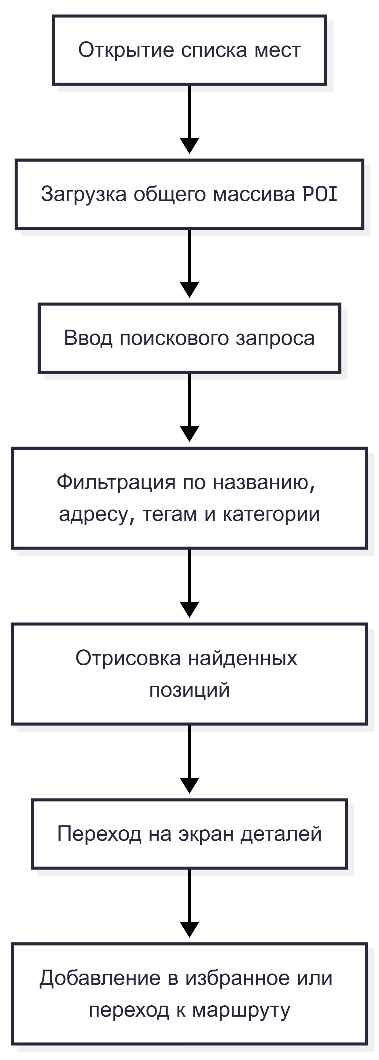 Открытие списка мест
Загрузка общего массива POI
Ввод поискового запроса
Фильтрация по названию,
адресу, тегам и категории
Отрисовка найденных
позиций
Переход на экран деталей
Добавление в избранное или
переход к маршруту